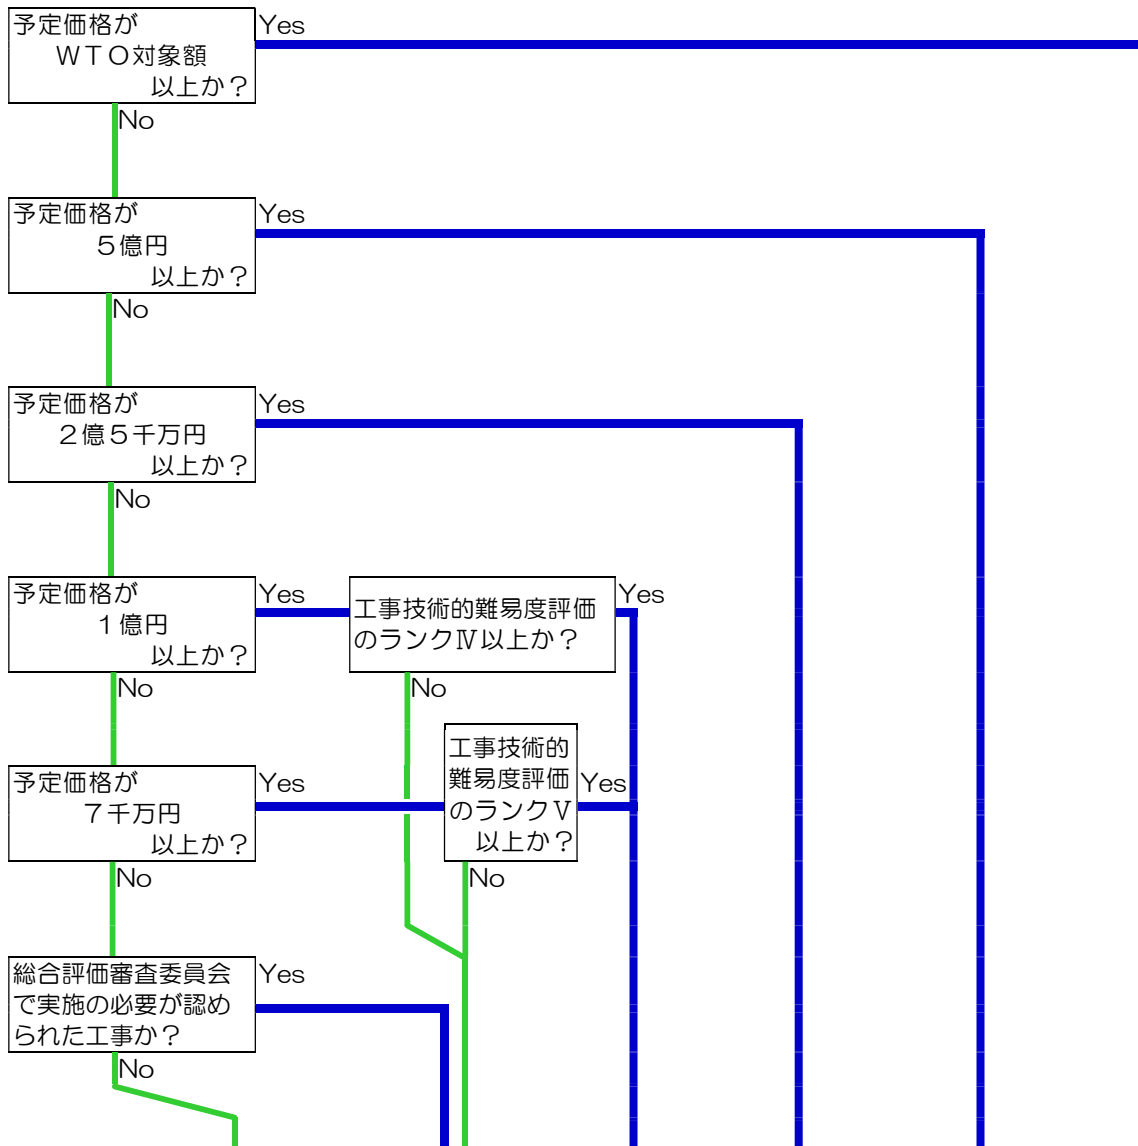 予定価格が
ＷＴＯ対象額
以上か？
Yes
No
予定価格が
５億円
以上か？
Yes
No
予定価格が
２億５千万円
以上か？
Yes
No
予定価格が
１億円
以上か？
Yes
No
工事技術的難易度評価
のランクⅣ以上か？
Yes
No
予定価格が
７千万円
以上か？
Yes
No
工事技術的
難易度評価
のランクⅤ
以上か？
Yes
No
総合評価審査委員会
で実施の必要が認め
られた工事か？
Yes
No